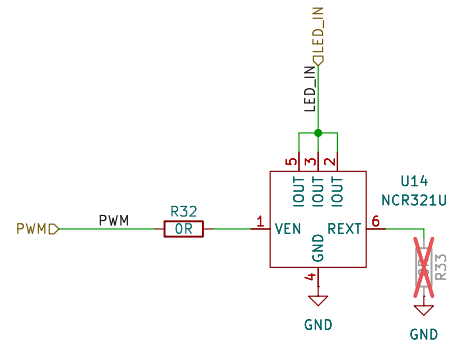 LED_IN
LED_IN
5
3
2
IOUT
IOUT
IOUT
U14
NCR321U
R32
0R
PWM
PWM
1
VEN
REXT
6
GND
4
GND
R33
GND